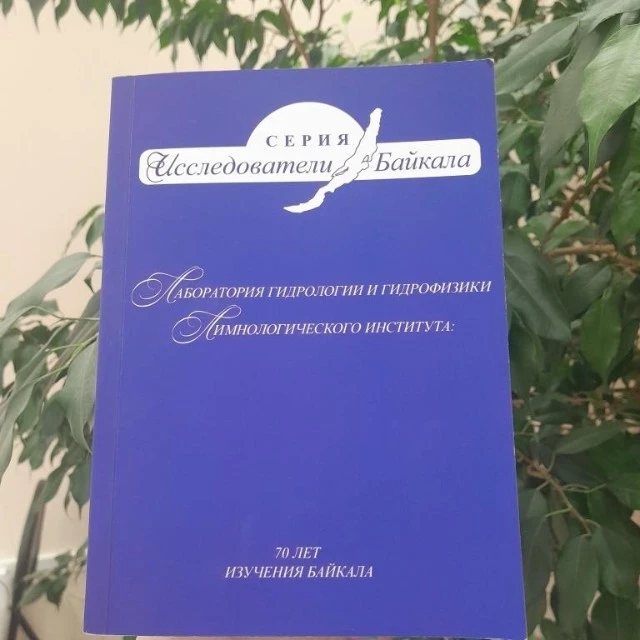 СЕРИЯ
Исследователи Байкала
ЛАБОРАТОРИЯ ГИДРОЛОГИИ И ГИДРОФИЗИКИ
ЛИМНОЛОГИЧЕСКОГО ИНСТИТУТА:
70 ЛЕТ
ИЗУЧЕНИЯ БАЙКАЛА